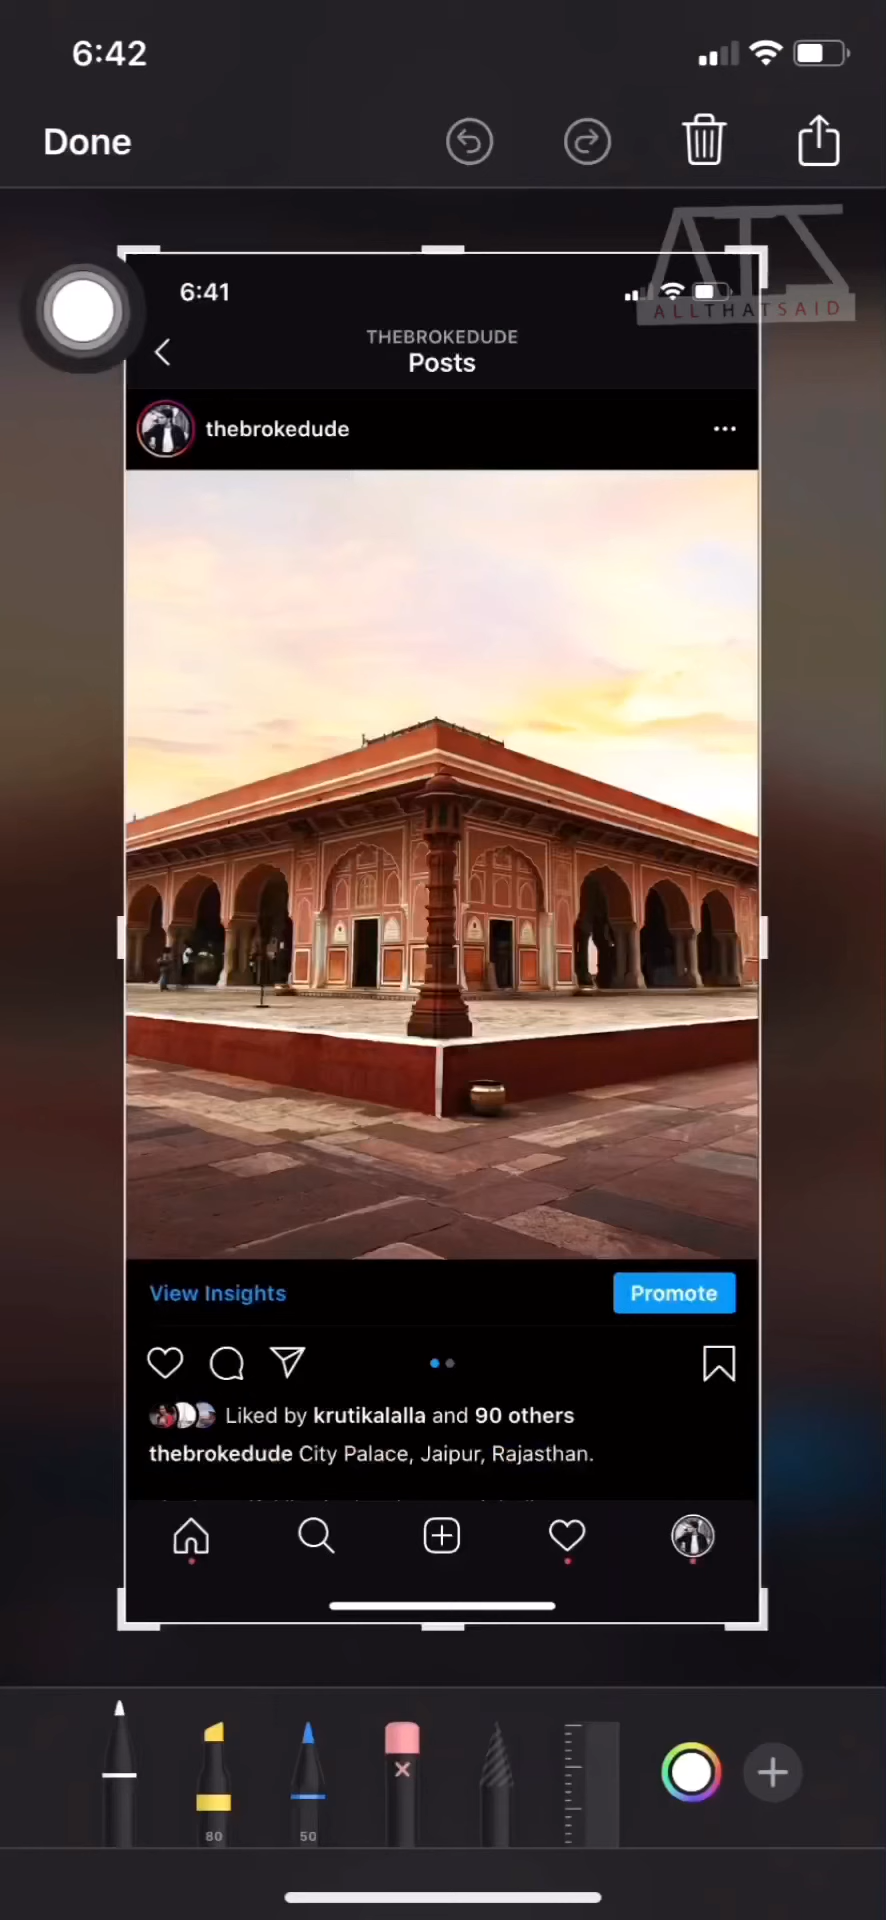 6:42
Done
ATS
ALLTHATSAID
6:41
THEBROKEDUDE
Posts
thebrokedude
View Insights
Promote
Liked by krutikalalla and 90 others
thebrokedude City Palace, Jaipur, Rajasthan.
80
50